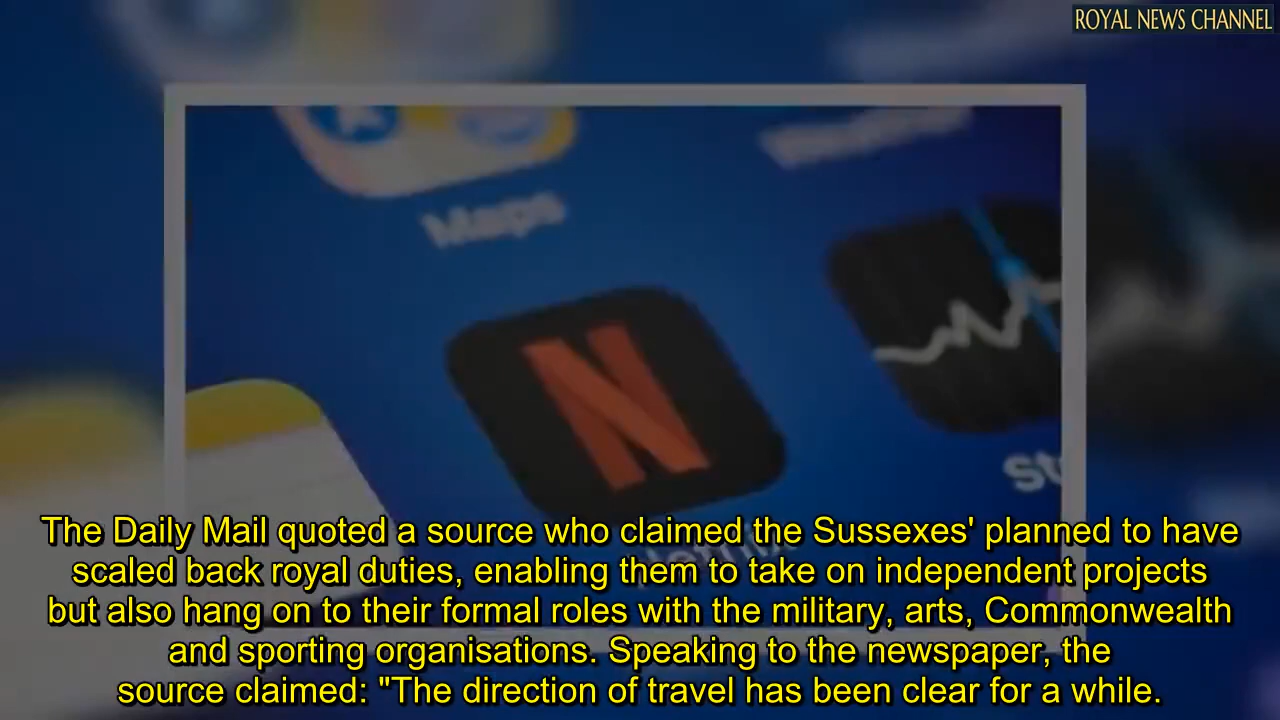 ROYAL NEWS CHANNEL
Weather
Maps
N
st
Netflix
The Daily Mail quoted a source who claimed the Sussexes' planned to have
scaled back royal duties, enabling them to take on independent projects
but also hang on to their formal roles with the military, arts, Commonwealth
and sporting organisations. Speaking to the newspaper, the
source claimed: "The direction of travel has been clear for a while.